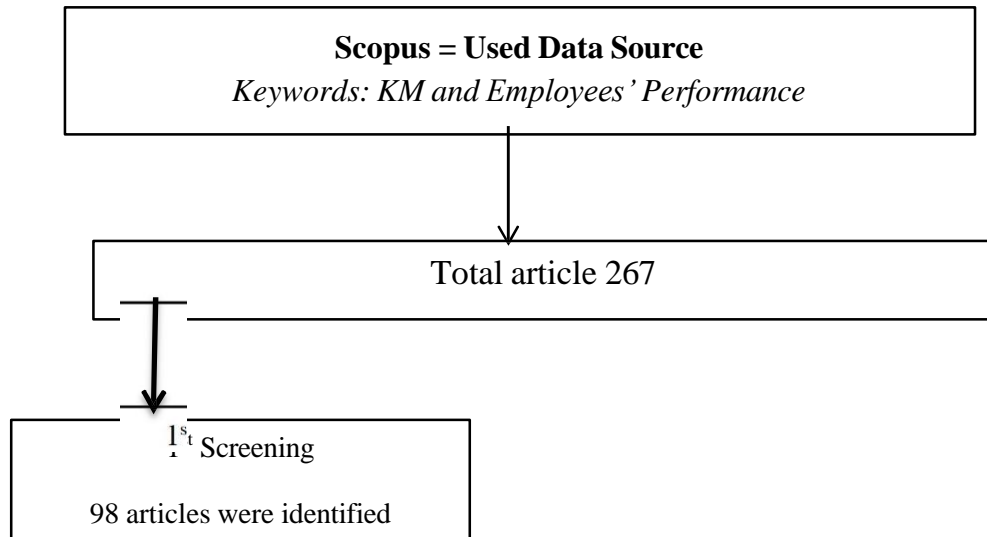 Scopus = Used Data Source
Keywords: KM and Employees’ Performance
Total article 267
1st Screening
98 articles were identified